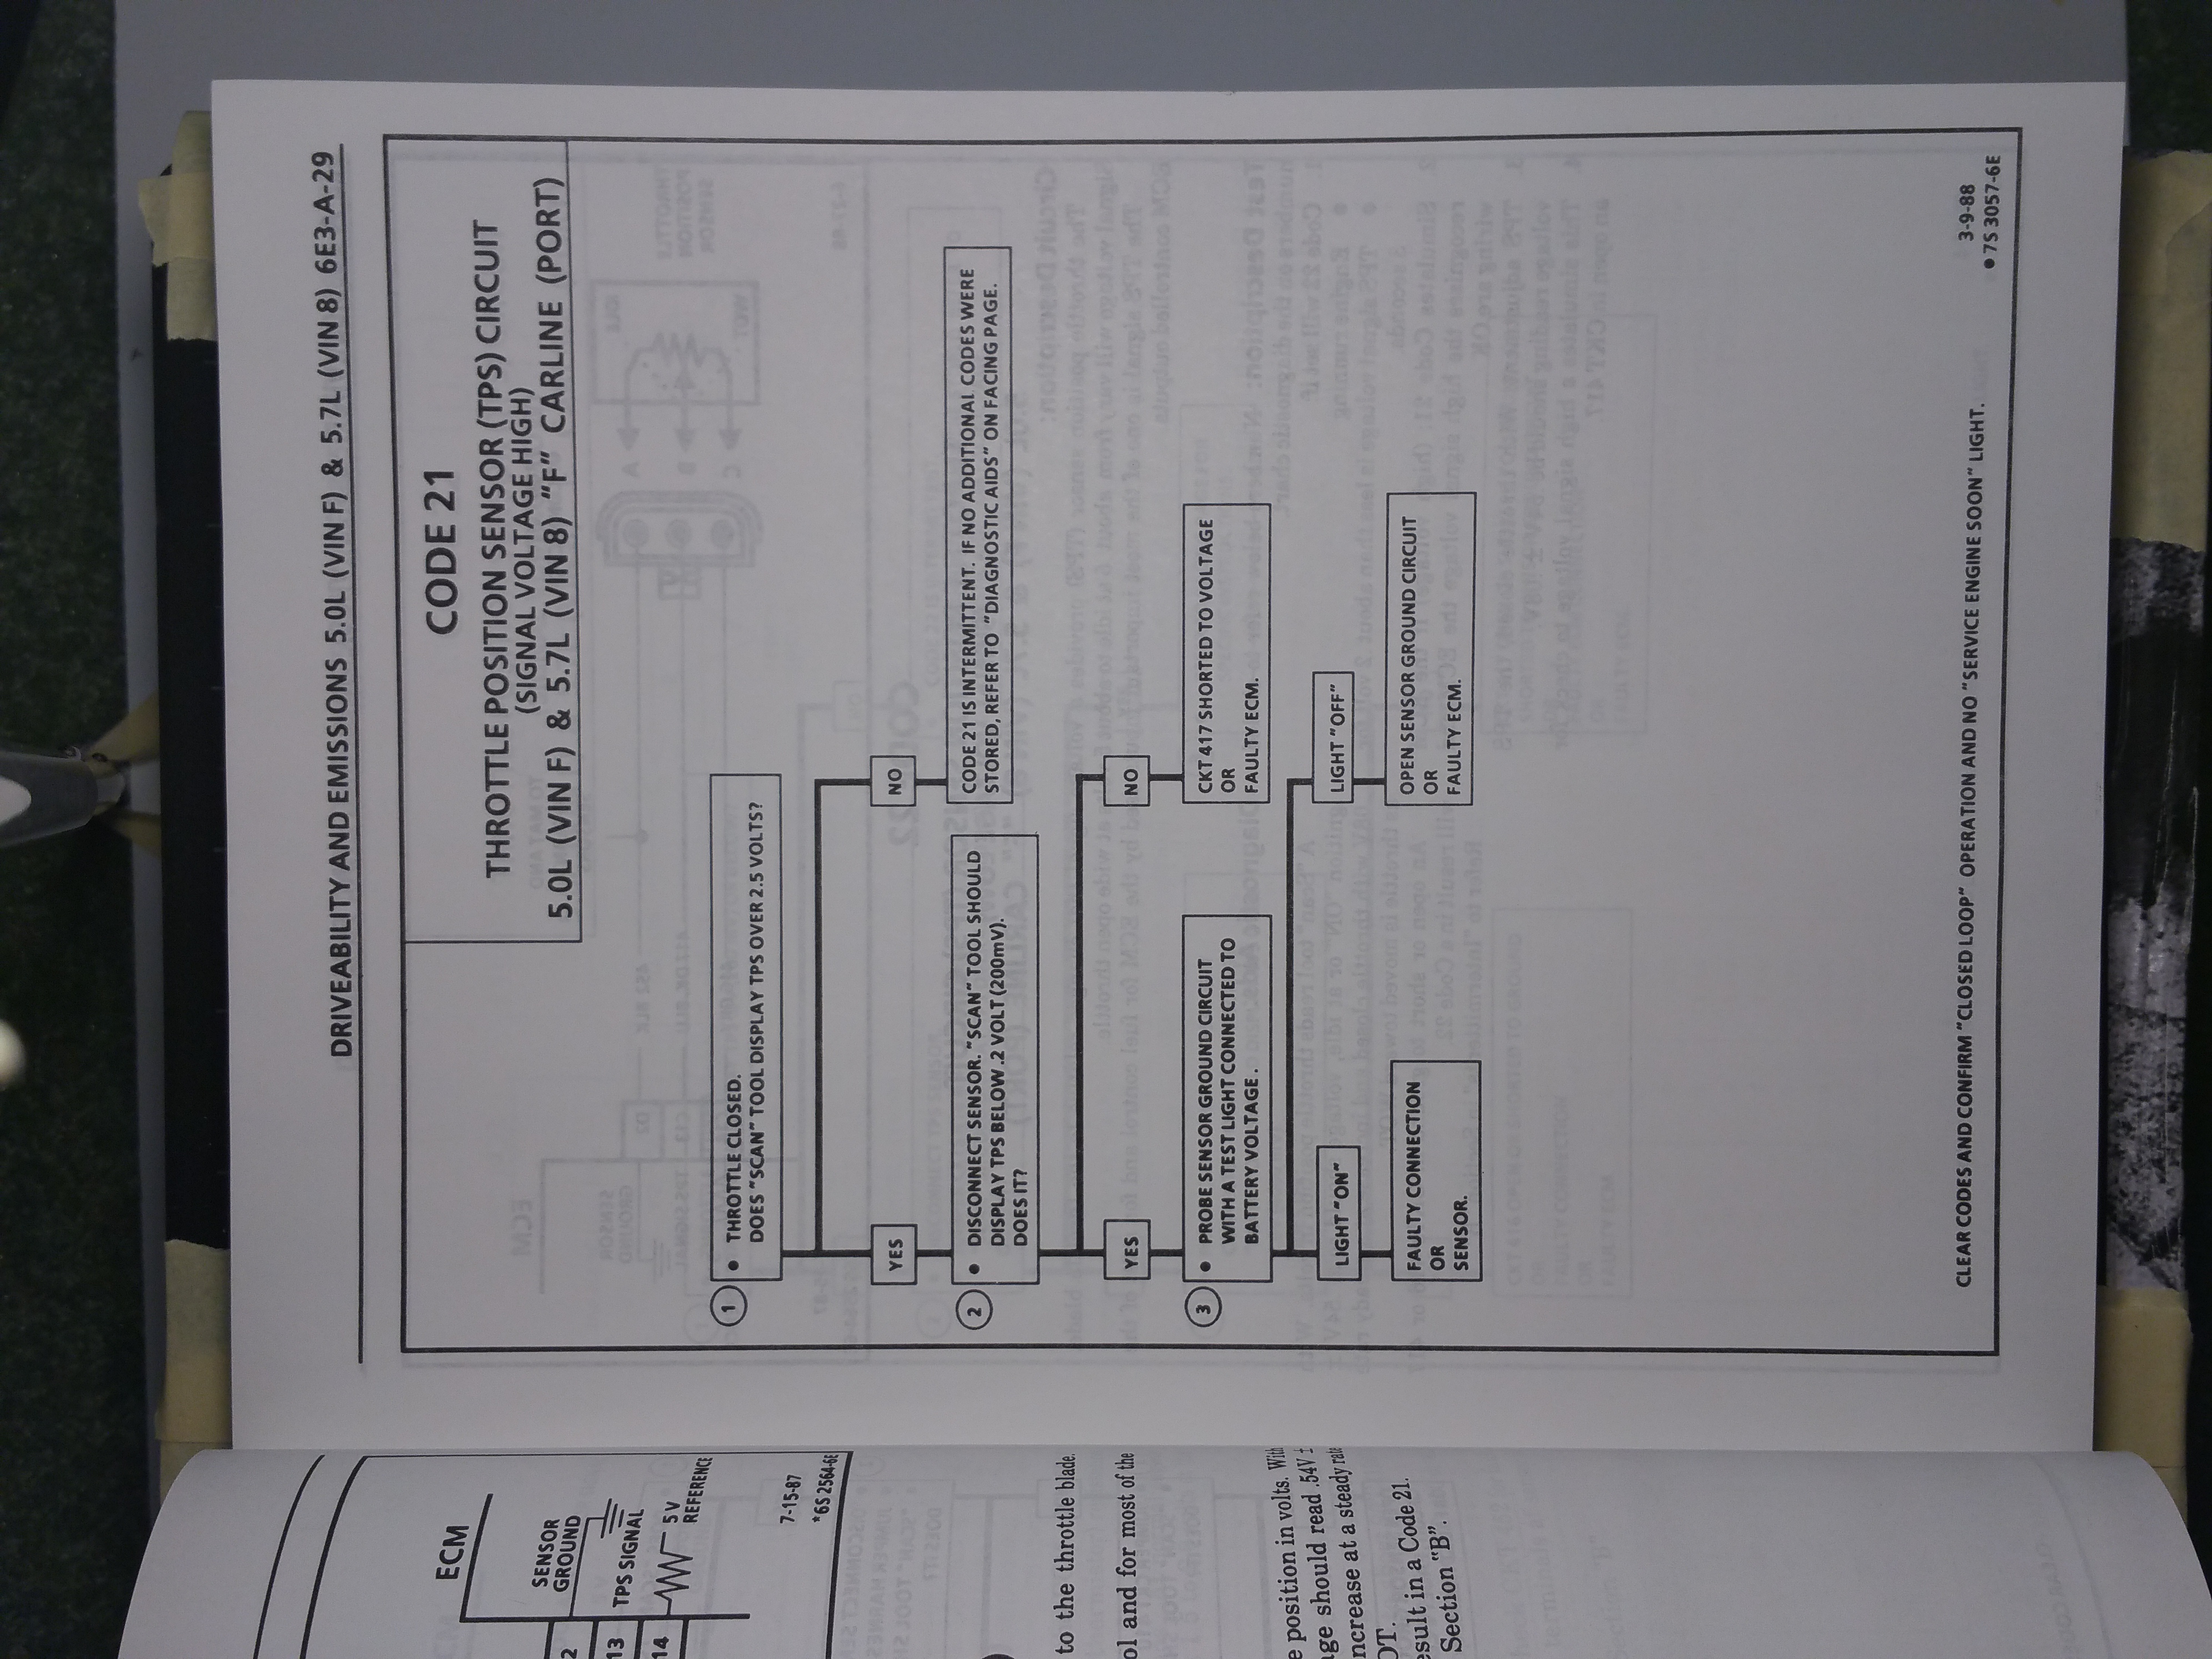 DRIVEABILITY AND EMISSIONS 5.0L (VIN F) & 5.7L (VIN 8) 6E3-A-29
CODE 21
THROTTLE POSITION SENSOR (TPS) CIRCUIT
(SIGNAL VOLTAGE HIGH)
5.0L (VIN F) & 5.7L (VIN 8) "F" CARLINE (PORT)
1 • THROTTLE CLOSED.
DOES "SCAN" TOOL DISPLAY TPS OVER 2.5 VOLTS?
YES
NO
2 • DISCONNECT SENSOR. "SCAN" TOOL SHOULD
DISPLAY TPS BELOW .2 VOLT (200mV).
DOES IT?
CODE 21 IS INTERMITTENT. IF NO ADDITIONAL CODES WERE
STORED, REFER TO "DIAGNOSTIC AIDS" ON FACING PAGE.
YES
NO
3 • PROBE SENSOR GROUND CIRCUIT
WITH A TEST LIGHT CONNECTED TO
BATTERY VOLTAGE.
CKT 417 SHORTED TO VOLTAGE
OR
FAULTY ECM.
LIGHT "ON"
LIGHT "OFF"
FAULTY CONNECTION
OR
SENSOR.
OPEN SENSOR GROUND CIRCUIT
OR
FAULTY ECM.
CLEAR CODES AND CONFIRM "CLOSED LOOP" OPERATION AND NO "SERVICE ENGINE SOON" LIGHT.
3-9-88
• 7S 3057-6E
ECM
SENSOR
GROUND
TPS SIGNAL
5V
REFERENCE
2
13
14
7-15-87
*6S 2564-6E
to the throttle blade.
and for most of the
position in volts. With
should read .54V ±
increase at a steady rate
in a Code 21.
Section "B".